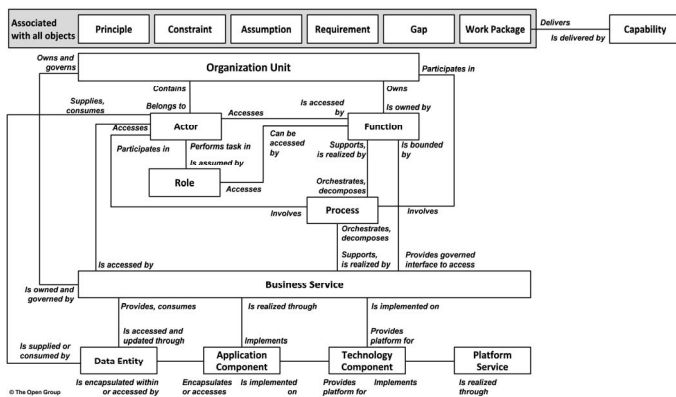 Associated
with all objects
Principle
Constraint
Assumption
Requirement
Gap
Work Package
Delivers
Is delivered by
Capability
Owns and
governs
Organization Unit
Participates in
Contains
Owns
Supplies,
consumes
Belongs to
Accesses
Is accessed
by
Is owned by
Accesses
Actor
Function
Participates in
Performs task in
Can be
accessed
by
Supports,
is realized by
Is bounded
by
Is assumed by
Role
Accesses
Orchestrates,
decomposes
Involves
Process
Involves
Orchestrates,
decomposes
Is accessed by
Supports,
is realized by
Provides governed
interface to access
Is owned and
governed by
Business Service
Provides, consumes
Is realized through
Is implemented on
Is supplied or
consumed by
Is accessed and
updated through
Implements
Provides
platform for
Data Entity
Application
Component
Technology
Component
Platform
Service
Is encapsulated within
or accessed by
Encapsulates
or accesses
Is implemented
on
Provides
platform for
Implements
Is realized
through
© The Open Group